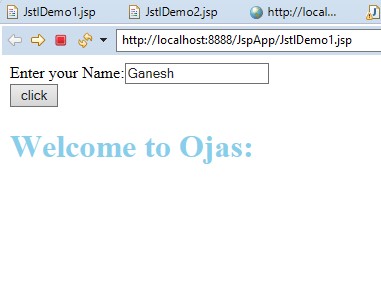 JstlDemo1.jsp JstlDemo2.jsp http://local...
http://localhost:8888/JspApp/JstlDemo1.jsp
Enter your Name: Ganesh
click
Welcome to Ojas: